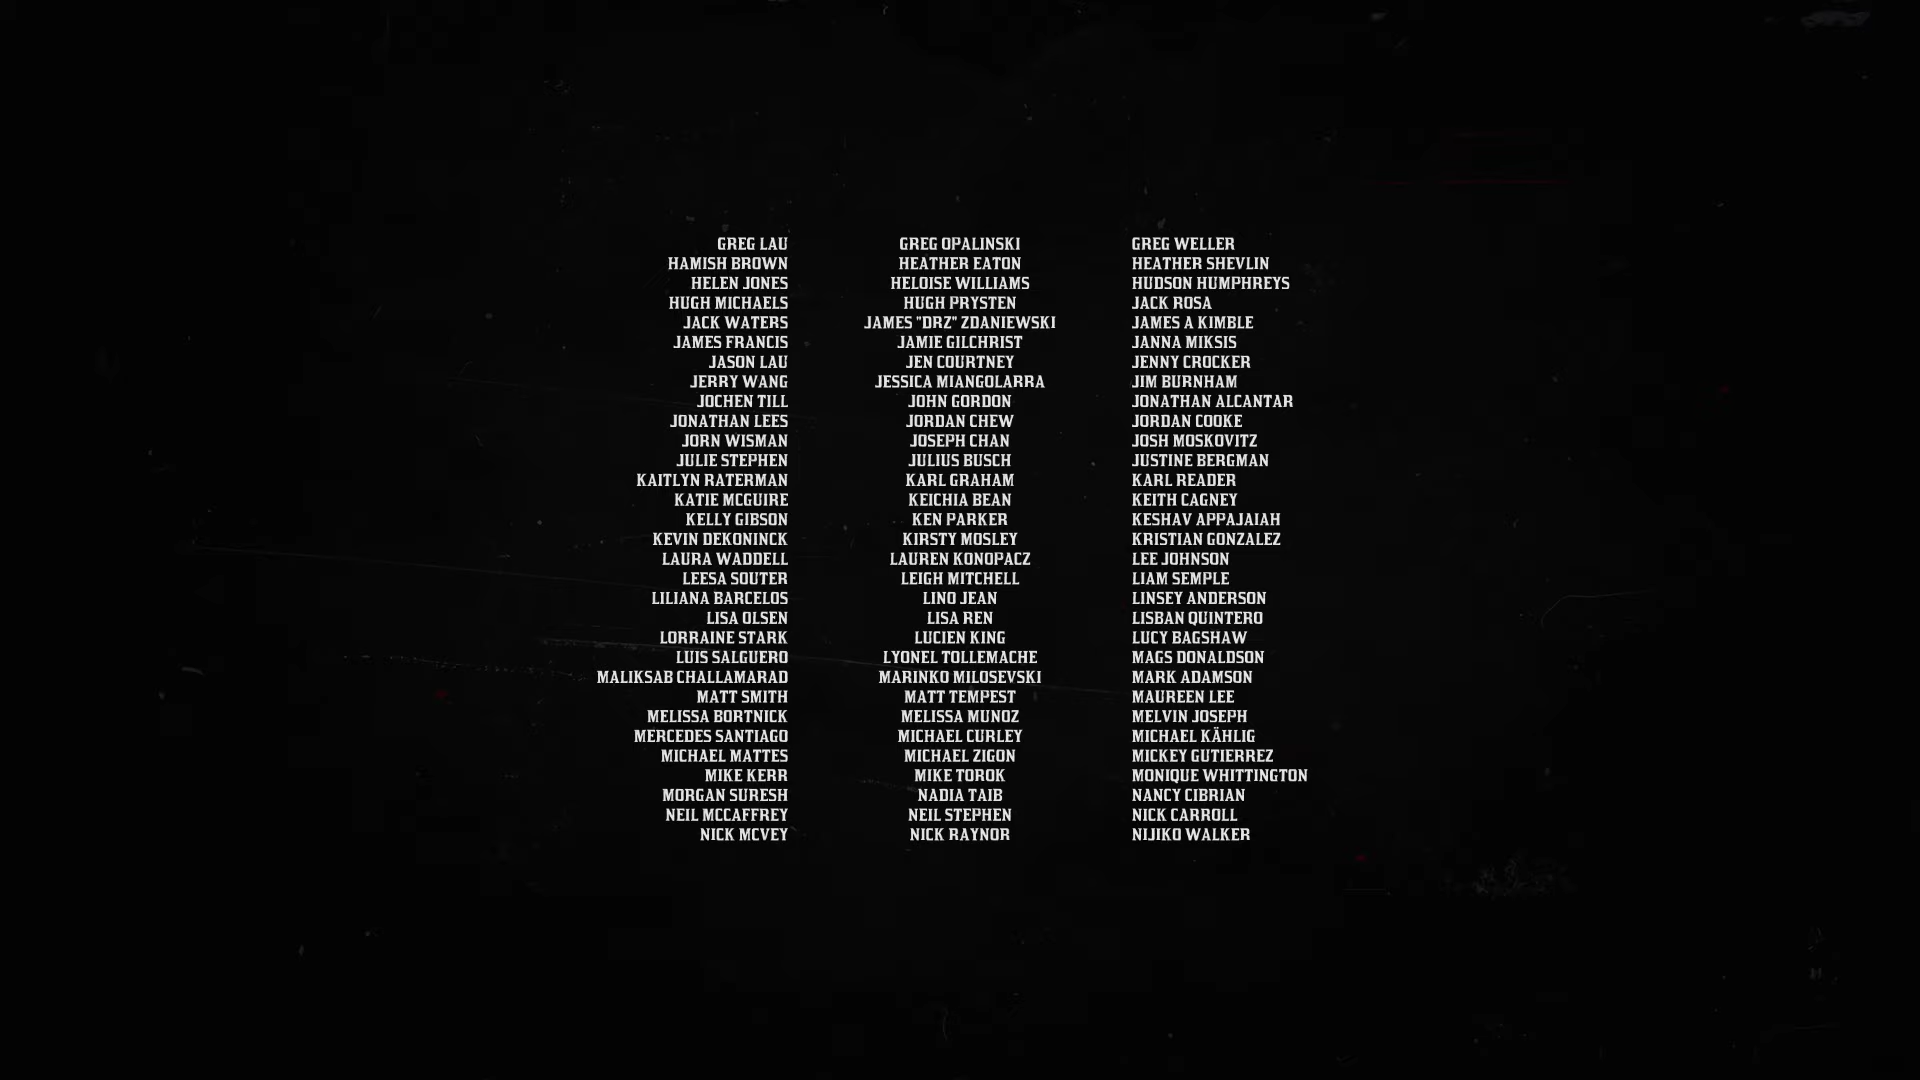 GREG LAU GREG OPALINSKI GREG WELLER
HAMISH BROWN HEATHER EATON HEATHER SHEVLIN
HELEN JONES HELOISE WILLIAMS HUDSON HUMPHREYS
HUGH MICHAELS HUGH PRYSTEN JACK ROSA
JACK WATERS JAMES "DRZ" ZDANIEWSKI JAMES A KIMBLE
JAMES FRANCIS JAMIE GILCHRIST JANNA MIKSIS
JASON LAU JEN COURTNEY JENNY CROCKER
JERRY WANG JESSICA MIANGOLARRA JIM BURNHAM
JOCHEN TILL JOHN GORDON JONATHAN ALCANTAR
JONATHAN LEES JORDAN CHEW JORDAN COOKE
JORN WISMAN JOSEPH CHAN JOSH MOSKOVITZ
JULIE STEPHEN JULIUS BUSCH JUSTINE BERGMAN
KAITLYN RATERMAN KARL GRAHAM KARL READER
KATIE MCGUIRE KEICHIA BEAN KEITH CAGNEY
KELLY GIBSON KEN PARKER KESHAV APPAJAIAH
KEVIN DEKONINCK KIRSTY MOSLEY KRISTIAN GONZALEZ
LAURA WADDELL LAUREN KONOPACZ LEE JOHNSON
LEESA SOUTER LEIGH MITCHELL LIAM SEMPLE
LILIANA BARCELOS LINO JEAN LINSEY ANDERSON
LISA OLSEN LISA REN LISBAN QUINTERO
LORRAINE STARK LUCIEN KING LUCY BAGSHAW
LUIS SALGUERO LYONEL TOLLEMACHE MAGS DONALDSON
MALIKSAB CHALLAMARAD MARINKO MILOSEVSKI MARK ADAMSON
MATT SMITH MATT TEMPEST MAUREEN LEE
MELISSA BORTNICK MELISSA MUNOZ MELVIN JOSEPH
MERCEDES SANTIAGO MICHAEL CURLEY MICHAEL KÄHLIG
MICHAEL MATTES MICHAEL ZIGON MICKEY GUTIERREZ
MIKE KERR MIKE TOROK MONIQUE WHITTINGTON
MORGAN SURESH NADIA TAIB NANCY CIBRIAN
NEIL MCCAFFREY NEIL STEPHEN NICK CARROLL
NICK MCVEY NICK RAYNOR NIJIKO WALKER